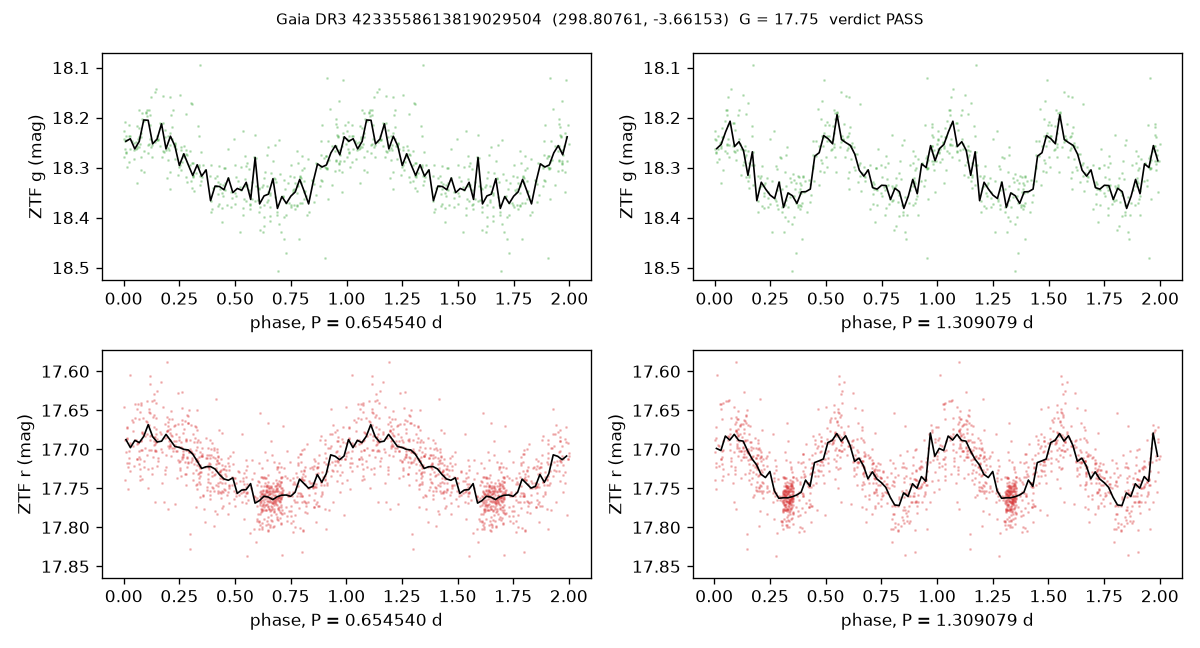 Gaia DR3 4233558613819029504  (298.80761, -3.66153)  G = 17.75  verdict PASS
18.1
18.2
18.3
18.4
18.5
ZTF g (mag)
0.00 0.25 0.50 0.75 1.00 1.25 1.50 1.75 2.00
phase, P = 0.654540 d
18.1
18.2
18.3
18.4
18.5
ZTF g (mag)
0.00 0.25 0.50 0.75 1.00 1.25 1.50 1.75 2.00
phase, P = 1.309079 d
17.60
17.65
17.70
17.75
17.80
17.85
ZTF r (mag)
0.00 0.25 0.50 0.75 1.00 1.25 1.50 1.75 2.00
phase, P = 0.654540 d
17.60
17.65
17.70
17.75
17.80
17.85
ZTF r (mag)
0.00 0.25 0.50 0.75 1.00 1.25 1.50 1.75 2.00
phase, P = 1.309079 d